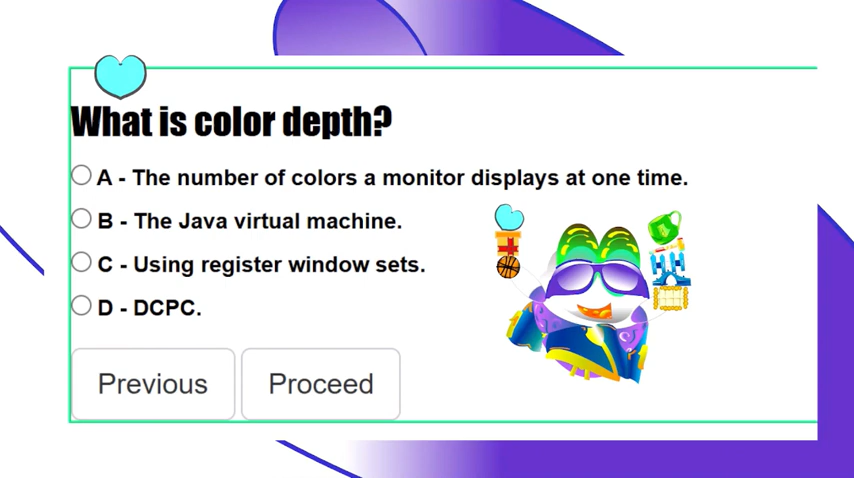 What is color depth?
A - The number of colors a monitor displays at one time.
B - The Java virtual machine.
C - Using register window sets.
D - DCPC.
Previous Proceed